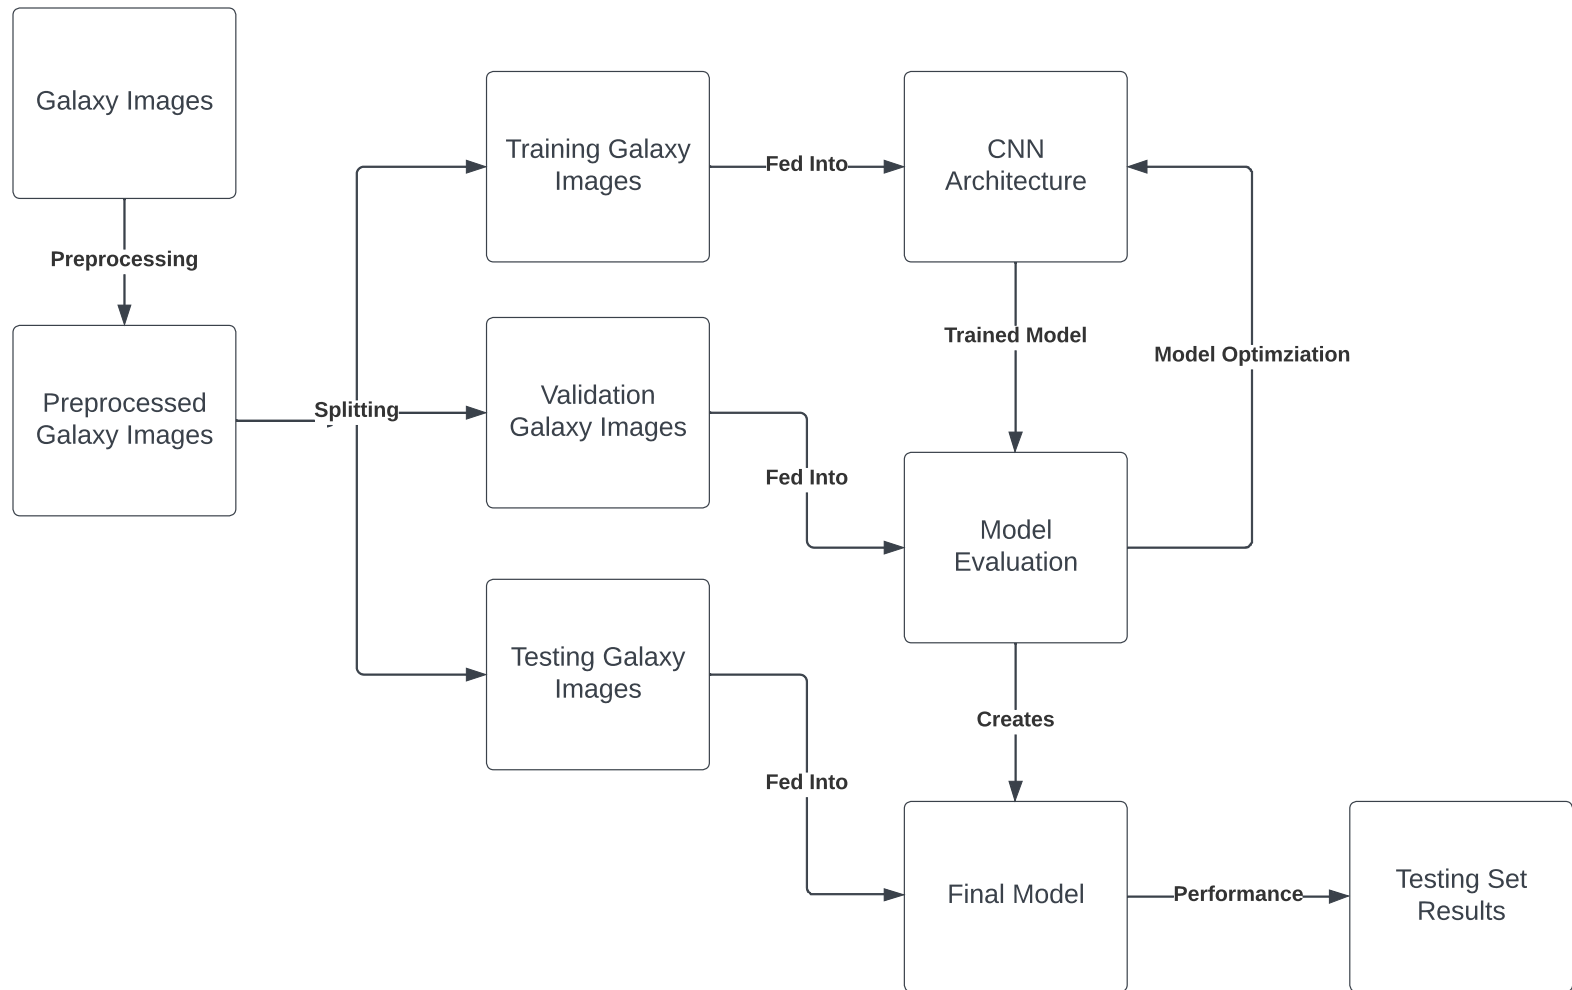 Galaxy Images
Preprocessing
Preprocessed
Galaxy Images
Splitting
Training Galaxy
Images
Fed Into
CNN
Architecture
Validation
Galaxy Images
Fed Into
Trained Model
Model Optimziation
Model
Evaluation
Testing Galaxy
Images
Fed Into
Creates
Final Model
Performance
Testing Set
Results